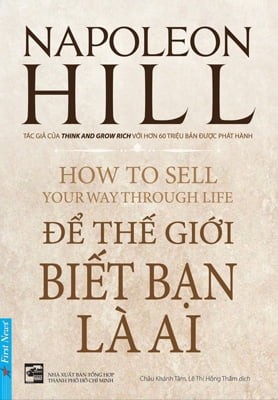 NAPOLEON
HILL
TÁC GIẢ CỦA THINK AND GROW RICH VỚI HƠN 60 TRIỆU BẢN ĐƯỢC PHÁT HÀNH
HOW TO SELL
YOUR WAY THROUGH LIFE
ĐỂ THẾ GIỚI
BIẾT BẠN
LÀ AI
First News
NHÀ XUẤT BẢN TỔNG HỢP
THÀNH PHỐ HỒ CHÍ MINH
Châu Khánh Tâm, Lê Thị Hồng Thắm dịch